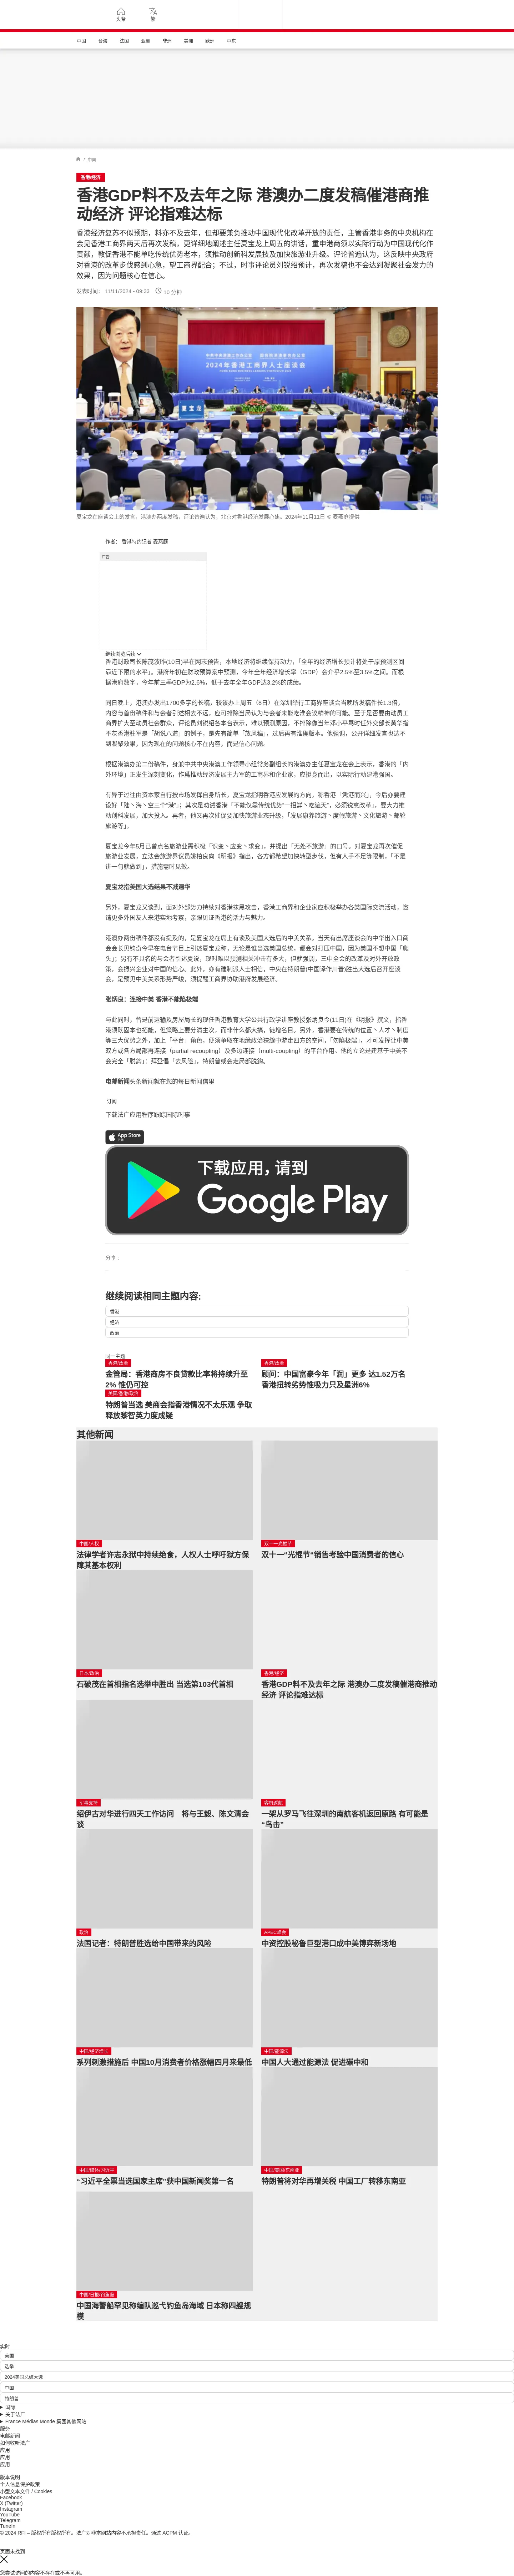 头条
繁
中国
台海
法国
亚洲
非洲
美洲
欧洲
中东
/ 中国
香港/经济
香港GDP料不及去年之际 港澳办二度发稿催港商推
动经济 评论指难达标
香港经济复苏不似预期，料亦不及去年，但却要兼负推动中国现代化改革开放的责任，主管香港事务的中央机构在
会见香港工商界两天后再次发稿，更详细地阐述主任夏宝龙上周五的讲话，重申港商须以实际行动为中国现代化作
贡献，敦促香港不能单吃传统优势老本，须推动创新科发展技及加快旅游业升级。评论普遍认为，这反映中央政府
对香港的改革步伐感到心急，望工商界配合；不过，时事评论员刘锐绍预计，再次发稿也不会达到凝聚社会发力的
效果，因为问题核心在信心。
发表时间： 11/11/2024 - 09:33
10 分钟
2024年香港工商界人士座谈会
夏宝龙
夏宝龙在座谈会上的发言，港澳办两度发稿，评论普遍认为，北京对香港经济发展心焦。2024年11月11日 © 麦燕庭提供
作者： 香港特约记者 麦燕庭
广告
继续浏览后续
香港财政司长陈茂波昨(10日)早在网志预告，本地经济将继续保持动力，「全年的经济增长预计将处于原预测区间
靠近下限的水平」。港府年初在财政预算案中预测，今年全年经济增长率（GDP）会介乎2.5%至3.5%之间。而根
据港府数字，今年前三季GDP为2.6%，低于去年全年GDP达3.2%的成绩。
同日晚上，港澳办发出1700多字的长稿，较该办上周五（8日）在深圳举行工商界座谈会当晚所发稿件长1.3倍，
内容与首份稿件和与会者引述相去不远，应可排除当局认为与会者未能吃准会议精神的可能。至于是否要由动员工
商界扩大至动员社会群众，评论员刘锐绍各本台表示，难以预测原因，不排除像当年邓小平骂时任外交部长黄华指
不在香港驻军是「胡说八道」的例子，是先有简单「放风稿」，过后再有准确版本。他强调，公开详细发言也达不
到凝聚效果，因为现在的问题核心不在内容，而是信心问题。
根据港澳办第二份稿件，身兼中共中央港澳工作领导小组常务副组长的港澳办主任夏宝龙在会上表示，香港的「内
外环境」正发生深刻变化，作爲推动经济发展主力军的工商界和企业家，应挺身而出，以实际行动建港强国。
有异于过往由资本家自行按市场发挥自身所长，夏宝龙指明香港应发展的方向，称香港「凭港而兴」，今后亦要建
设好「陆丶海丶空三个“港”」；其次是劝诫香港「不能仅靠传统优势“一招鲜丶吃遍天”，必须锐意改革」，要大力推
动创科发展，加大投入。再者，他又再次催促要加快旅游业态升级，「发展康养旅游丶度假旅游丶文化旅游丶邮轮
旅游等」。
夏宝龙今年5月已曾点名旅游业需积极「识变丶应变丶求变」，并提出「无处不旅游」的口号。对夏宝龙再次催促
旅游业发展，立法会旅游界议员姚柏良向《明报》指出，各方都希望加快转型步伐，但有人手不足等限制，「不是
讲一句就做到」，措施需时见效。
夏宝龙指美国大选结果不减遏华
另外，夏宝龙又谈到，面对外部势力持续对香港抹黑攻击，香港工商界和企业家应积极举办各类国际交流活动，邀
请更多外国友人来港实地考察，亲眼见证香港的活力与魅力。
港澳办两份稿件都没有提及的，是夏宝龙在席上有谈及美国大选后的中美关系。当天有出席座谈会的中华出入口商
会会长贝钧奇今早在电台节目上引述夏宝龙称，无论是谁当选美国总统，都会对打压中国，因为美国不想中国「爬
头」；另有不具名的与会者引述夏说，现时难以预测相关冲击有多大，但就强调，三中全会的改革及对外开放政
策，会振兴企业对中国的信心。此外，亦有建制派人士相信，中央在特朗普(中国译作川普)胜出大选后召开座谈
会，是预见中美关系形势严峻，须提醒工商界协助港府发展经济。
张炳良：连接中美 香港不能陷极端
与此同时，曾是前运输及房屋局长的现任香港教育大学公共行政学讲座教授张炳良今(11日)在《明报》撰文，指香
港须既固本也拓能，但策略上要分清主次，而非什么都大搞，徒增名目。另外，香港要在传统的位置丶人才丶制度
等三大优势之外，加上「平台」角色，使须争取在地缘政治狭缝中游走四方的空间，「勿陷极端」，才可发挥让中美
双方或各方局部再连接（partial recoupling）及多边连接（multi-coupling）的平台作用。他的立论是建基于中美不
会完全「脱钩」：拜登倡「去风险」，特朗普或会走局部脱钩。
电邮新闻头条新闻就在您的每日新闻信里
订阅
下载法广应用程序跟踪国际时事
App Store
下载
下载应用，请到
Google Play
分享 :
继续阅读相同主题内容:
香港
经济
政治
同一主题
香港/政治
金管局：香港商房不良贷款比率将持续升至
2% 惟仍可控
香港/政治
顾问：中国富豪今年「润」更多 达1.52万名
香港扭转劣势惟吸力只及星洲6%
美国/香港/政治
特朗普当选 美商会指香港情况不太乐观 争取
释放黎智英力度成疑
其他新闻
中国/人权
法律学者许志永狱中持续绝食，人权人士呼吁狱方保
障其基本权利
双十一光棍节
双十一"光棍节"销售考验中国消费者的信心
日本/政治
石破茂在首相指名选举中胜出 当选第103代首相
香港/经济
香港GDP料不及去年之际 港澳办二度发稿催港商推动
经济 评论指难达标
军事支持
绍伊古对华进行四天工作访问　将与王毅、陈文清会
谈
客机返航
一架从罗马飞往深圳的南航客机返回原路 有可能是
“鸟击”
政治
法国记者：特朗普胜选给中国带来的风险
APEC峰会
中资控股秘鲁巨型港口成中美博弈新场地
中国/经济增长
系列刺激措施后 中国10月消费者价格涨幅四月来最低
中国/能源法
中国人大通过能源法 促进碳中和
中国/媒体/习近平
“习近平全票当选国家主席”获中国新闻奖第一名
中国/美国/东南亚
特朗普将对华再增关税 中国工厂转移东南亚
中国/日俄/钓鱼岛
中国海警船罕见称编队巡弋钓鱼岛海域 日本称四艘规
模
实时
美国
选举
2024美国总统大选
中国
特朗普
国际
关于法广
France Médias Monde 集团其他网站
服务
电邮新闻
如何收听法广
应用
应用
应用
版本说明
个人信息保护政策
小型文本文件 / Cookies
Facebook
X (Twitter)
Instagram
YouTube
Telegram
TuneIn
© 2024 RFI – 版权所有版权所有。法广对非本网站内容不承担责任。通过 ACPM 认证。
页面未找到
您尝试访问的内容不存在或不再可用。